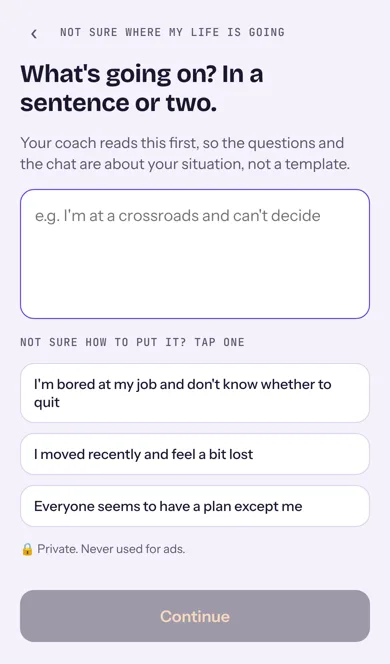 NOT SURE WHERE MY LIFE IS GOING
What's going on? In a
sentence or two.
Your coach reads this first, so the questions and
the chat are about your situation, not a template.
e.g. I'm at a crossroads and can't decide
NOT SURE HOW TO PUT IT? TAP ONE
I'm bored at my job and don't know whether to
quit
I moved recently and feel a bit lost
Everyone seems to have a plan except me
🔒 Private. Never used for ads.
Continue